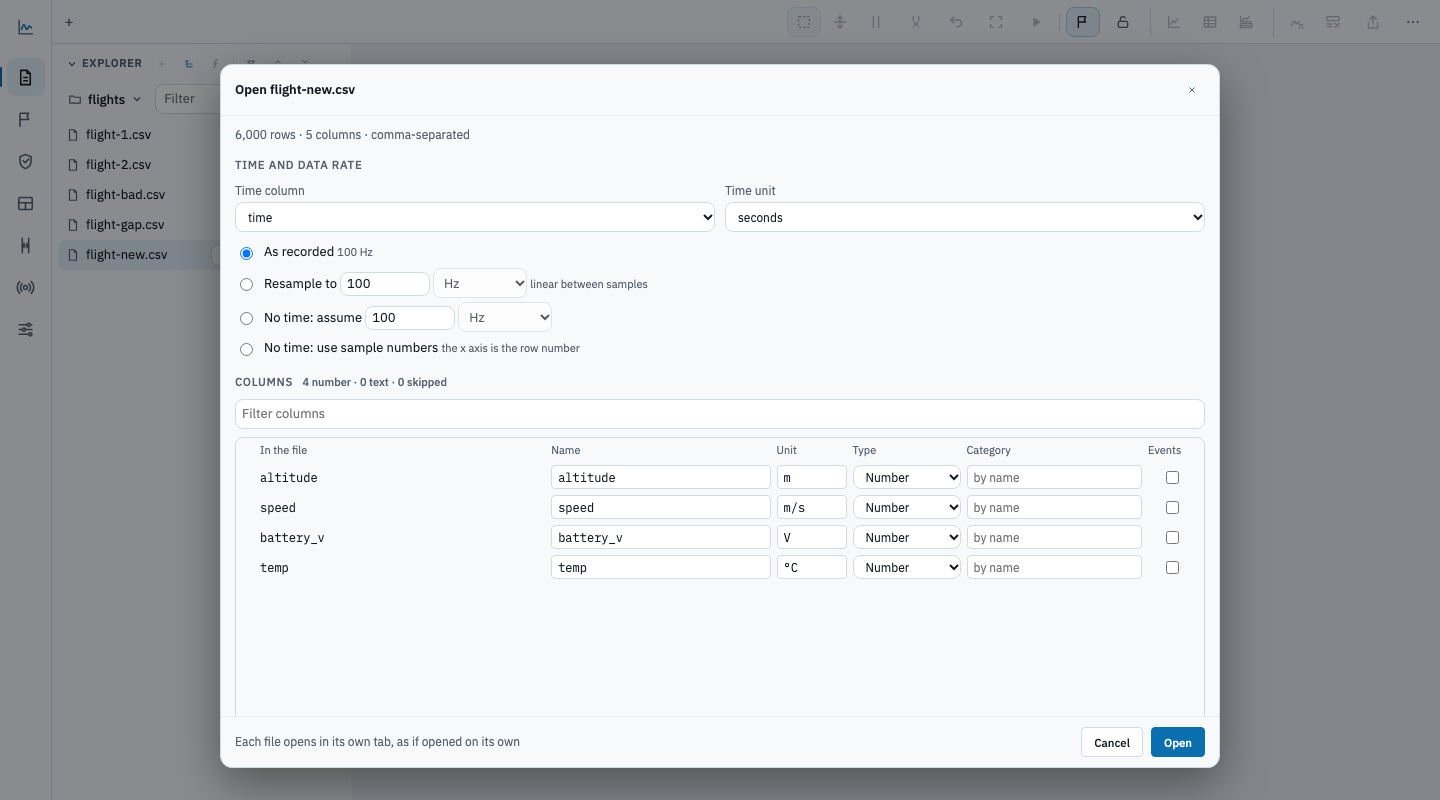 +
EXPLORER
flights
Filter
flight-1.csv
flight-2.csv
flight-bad.csv
flight-gap.csv
flight-new.csv
Open flight-new.csv
×
6,000 rows · 5 columns · comma-separated
TIME AND DATA RATE
Time column Time unit
time seconds
As recorded 100 Hz
Resample to 100 Hz linear between samples
No time: assume 100 Hz
No time: use sample numbers the x axis is the row number
COLUMNS 4 number · 0 text · 0 skipped
Filter columns
In the file Name Unit Type Category Events
altitude altitude m Number by name
speed speed m/s Number by name
battery_v battery_v V Number by name
temp temp °C Number by name
Each file opens in its own tab, as if opened on its own
Cancel Open